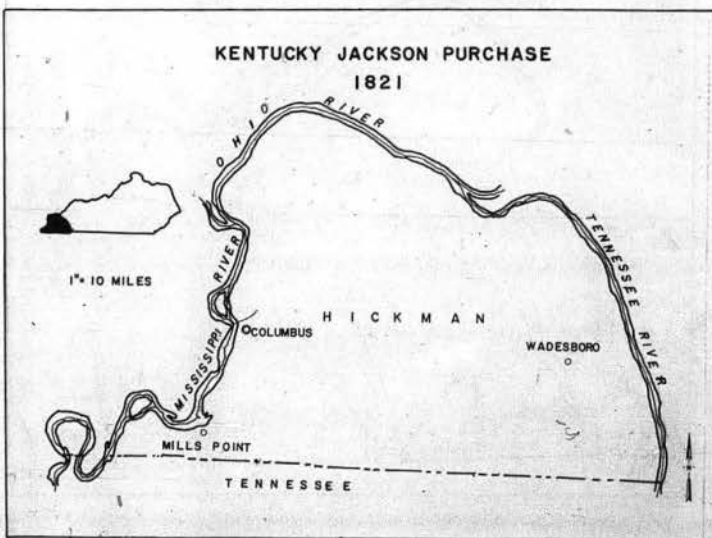 KENTUCKY JACKSON PURCHASE
1821
OHIO RIVER
TENNESSEE RIVER
MISSISSIPPI RIVER
1"= 10 MILES
HICKMAN
COLUMBUS
WADESBORO
MILLS POINT
TENNESSEE